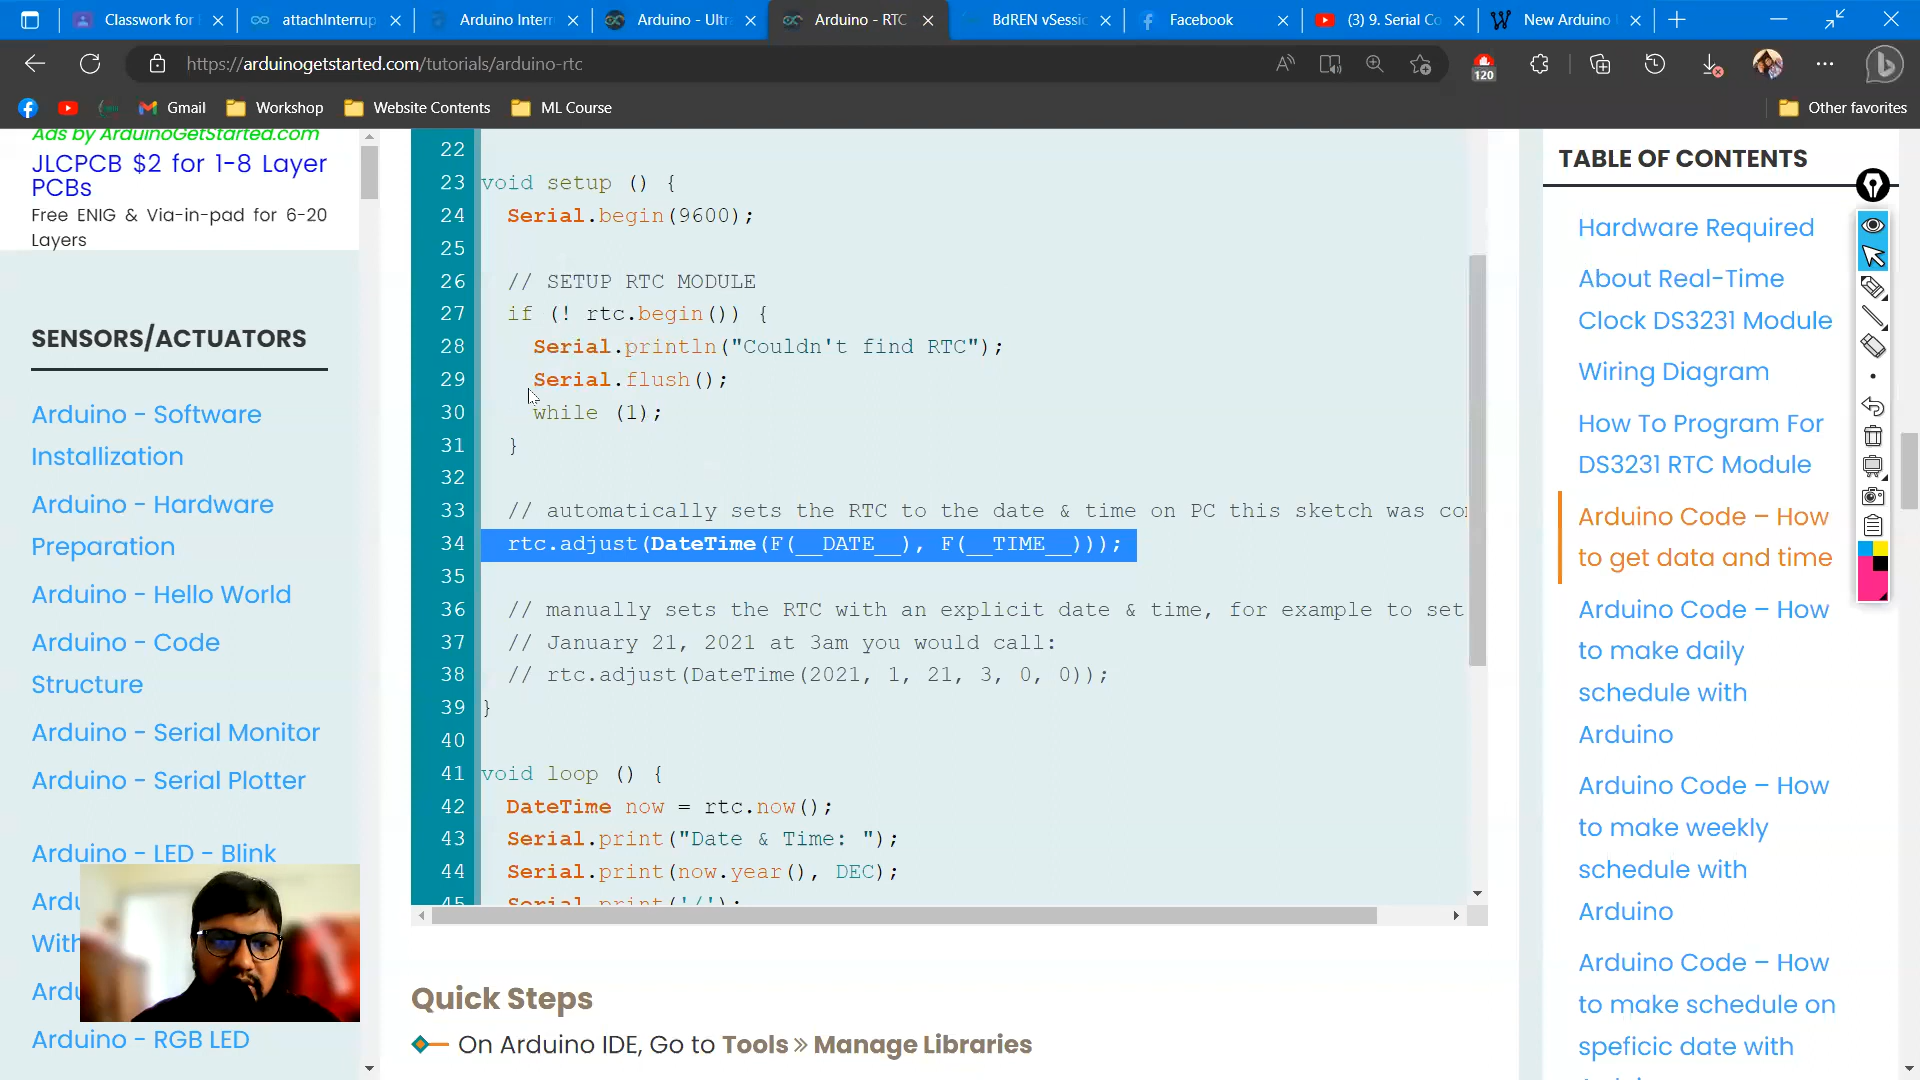 Classwork for
attachInterrup
Arduino Intern
Arduino - Ultra
Arduino - RTC
BdREN vSessic
Facebook
(3) 9. Serial Co
New Arduino
https://arduinogetstarted.com/tutorials/arduino-rtc
120
Gmail
Workshop
Website Contents
ML Course
Other favorites
Ads by ArduinoGetStarted.com
JLCPCB $2 for 1-8 Layer
PCBs
Free ENIG & Via-in-pad for 6-20
Layers
SENSORS/ACTUATORS
Arduino - Software
Installization
Arduino - Hardware
Preparation
Arduino - Hello World
Arduino - Code
Structure
Arduino - Serial Monitor
Arduino - Serial Plotter
Arduino - LED - Blink
Ardu
With
Ardu
Arduino - RGB LED
22
23 void setup () {
24 Serial.begin(9600);
25
26 // SETUP RTC MODULE
27 if (! rtc.begin()) {
28 Serial.println("Couldn't find RTC");
29 Serial.flush();
30 while (1);
31 }
32
33 // automatically sets the RTC to the date & time on PC this sketch was co
34 rtc.adjust(DateTime(F(__DATE__), F(__TIME__)));
35
36 // manually sets the RTC with an explicit date & time, for example to set
37 // January 21, 2021 at 3am you would call:
38 // rtc.adjust(DateTime(2021, 1, 21, 3, 0, 0));
39 }
40
41 void loop () {
42 DateTime now = rtc.now();
43 Serial.print("Date & Time: ");
44 Serial.print(now.year(), DEC);
45 Serial.print('/');
Quick Steps
On Arduino IDE, Go to Tools » Manage Libraries
TABLE OF CONTENTS
Hardware Required
About Real-Time
Clock DS3231 Module
Wiring Diagram
How To Program For
DS3231 RTC Module
Arduino Code – How
to get data and time
Arduino Code – How
to make daily
schedule with
Arduino
Arduino Code – How
to make weekly
schedule with
Arduino
Arduino Code – How
to make schedule on
speficic date with